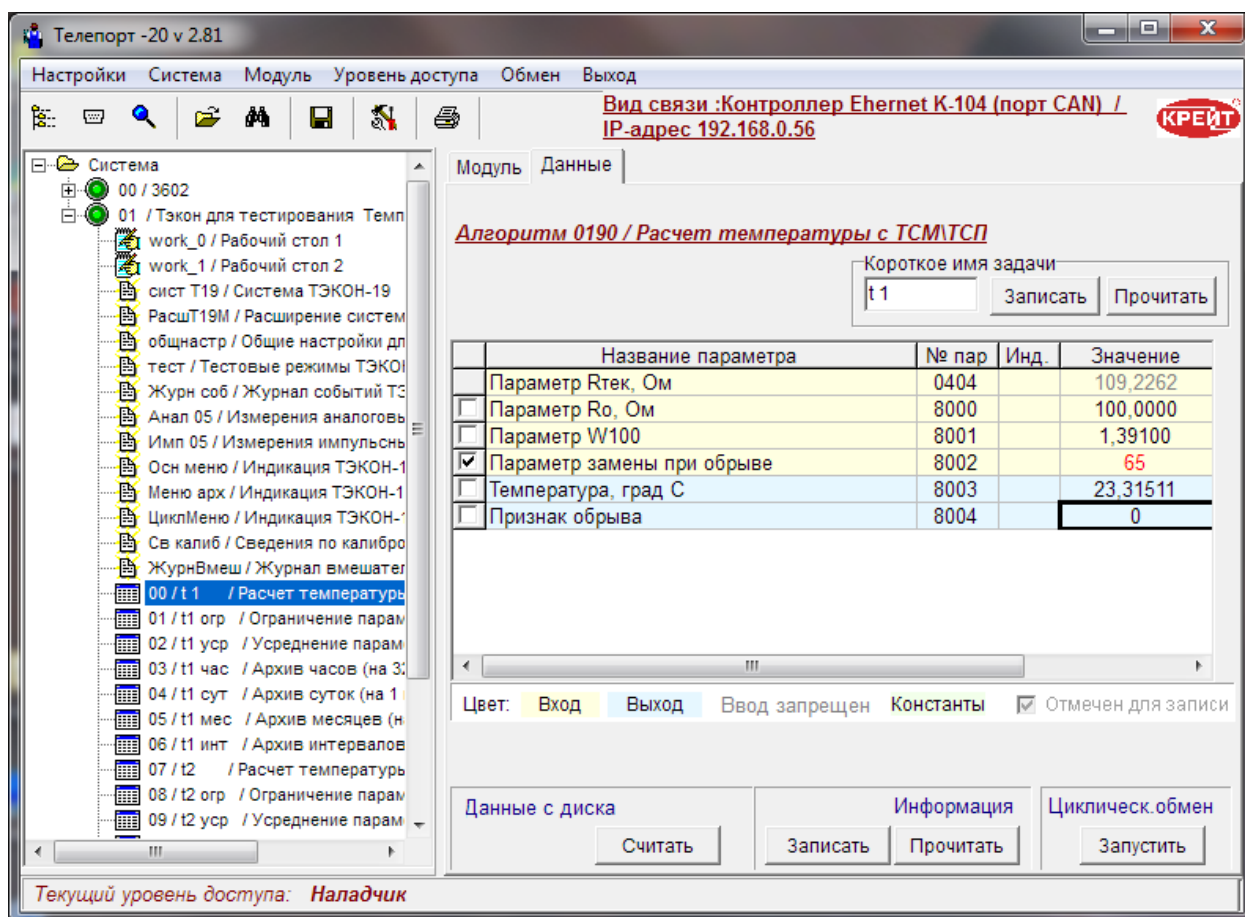 Телепорт -20 v 2.81
Настройки Система Модуль Уровень доступа Обмен Выход
Вид связи :Контроллер Ehernet К-104 (порт CAN) /
IP-адрес 192.168.0.56
КРЕЙТ
Система
00 / 3602
01 / Тэкон для тестирования Темп
work_0 / Рабочий стол 1
work_1 / Рабочий стол 2
сист Т19 / Система ТЭКОН-19
РасшТ19М / Расширение систем
общнастр / Общие настройки дл
тест / Тестовые режимы ТЭКОН
Журн соб / Журнал событий ТЭ
Анал 05 / Измерения аналоговь
Имп 05 / Измерения импульсны
Осн меню / Индикация ТЭКОН-1
Меню арх / Индикация ТЭКОН-1
ЦиклМеню / Индикация ТЭКОН-1
Св калиб / Сведения по калибро
ЖурнВмеш / Журнал вмешател
00 / t 1 / Расчет температуры
01 / t1 огр / Ограничение парам
02 / t1 уср / Усреднение парам
03 / t1 час / Архив часов (на 32
04 / t1 сут / Архив суток (на 1
05 / t1 мес / Архив месяцев (н
06 / t1 инт / Архив интервалов
07 / t2 / Расчет температуры
08 / t2 огр / Ограничение парам
09 / t2 уср / Усреднение парам
Модуль Данные
Алгоритм 0190 / Расчет температуры с ТСМ\ТСП
Короткое имя задачи
t 1 Записать Прочитать
Название параметра № пар Инд. Значение
Параметр Rтек, Ом 0404 109,2262
Параметр Ro, Ом 8000 100,0000
Параметр W100 8001 1,39100
Параметр замены при обрыве 8002 65
Температура, град С 8003 23,31511
Признак обрыва 8004 0
Цвет: Вход Выход Ввод запрещен Константы Отмечен для записи
Данные с диска Информация Циклическ.обмен
Считать Записать Прочитать Запустить
Текущий уровень доступа: Наладчик